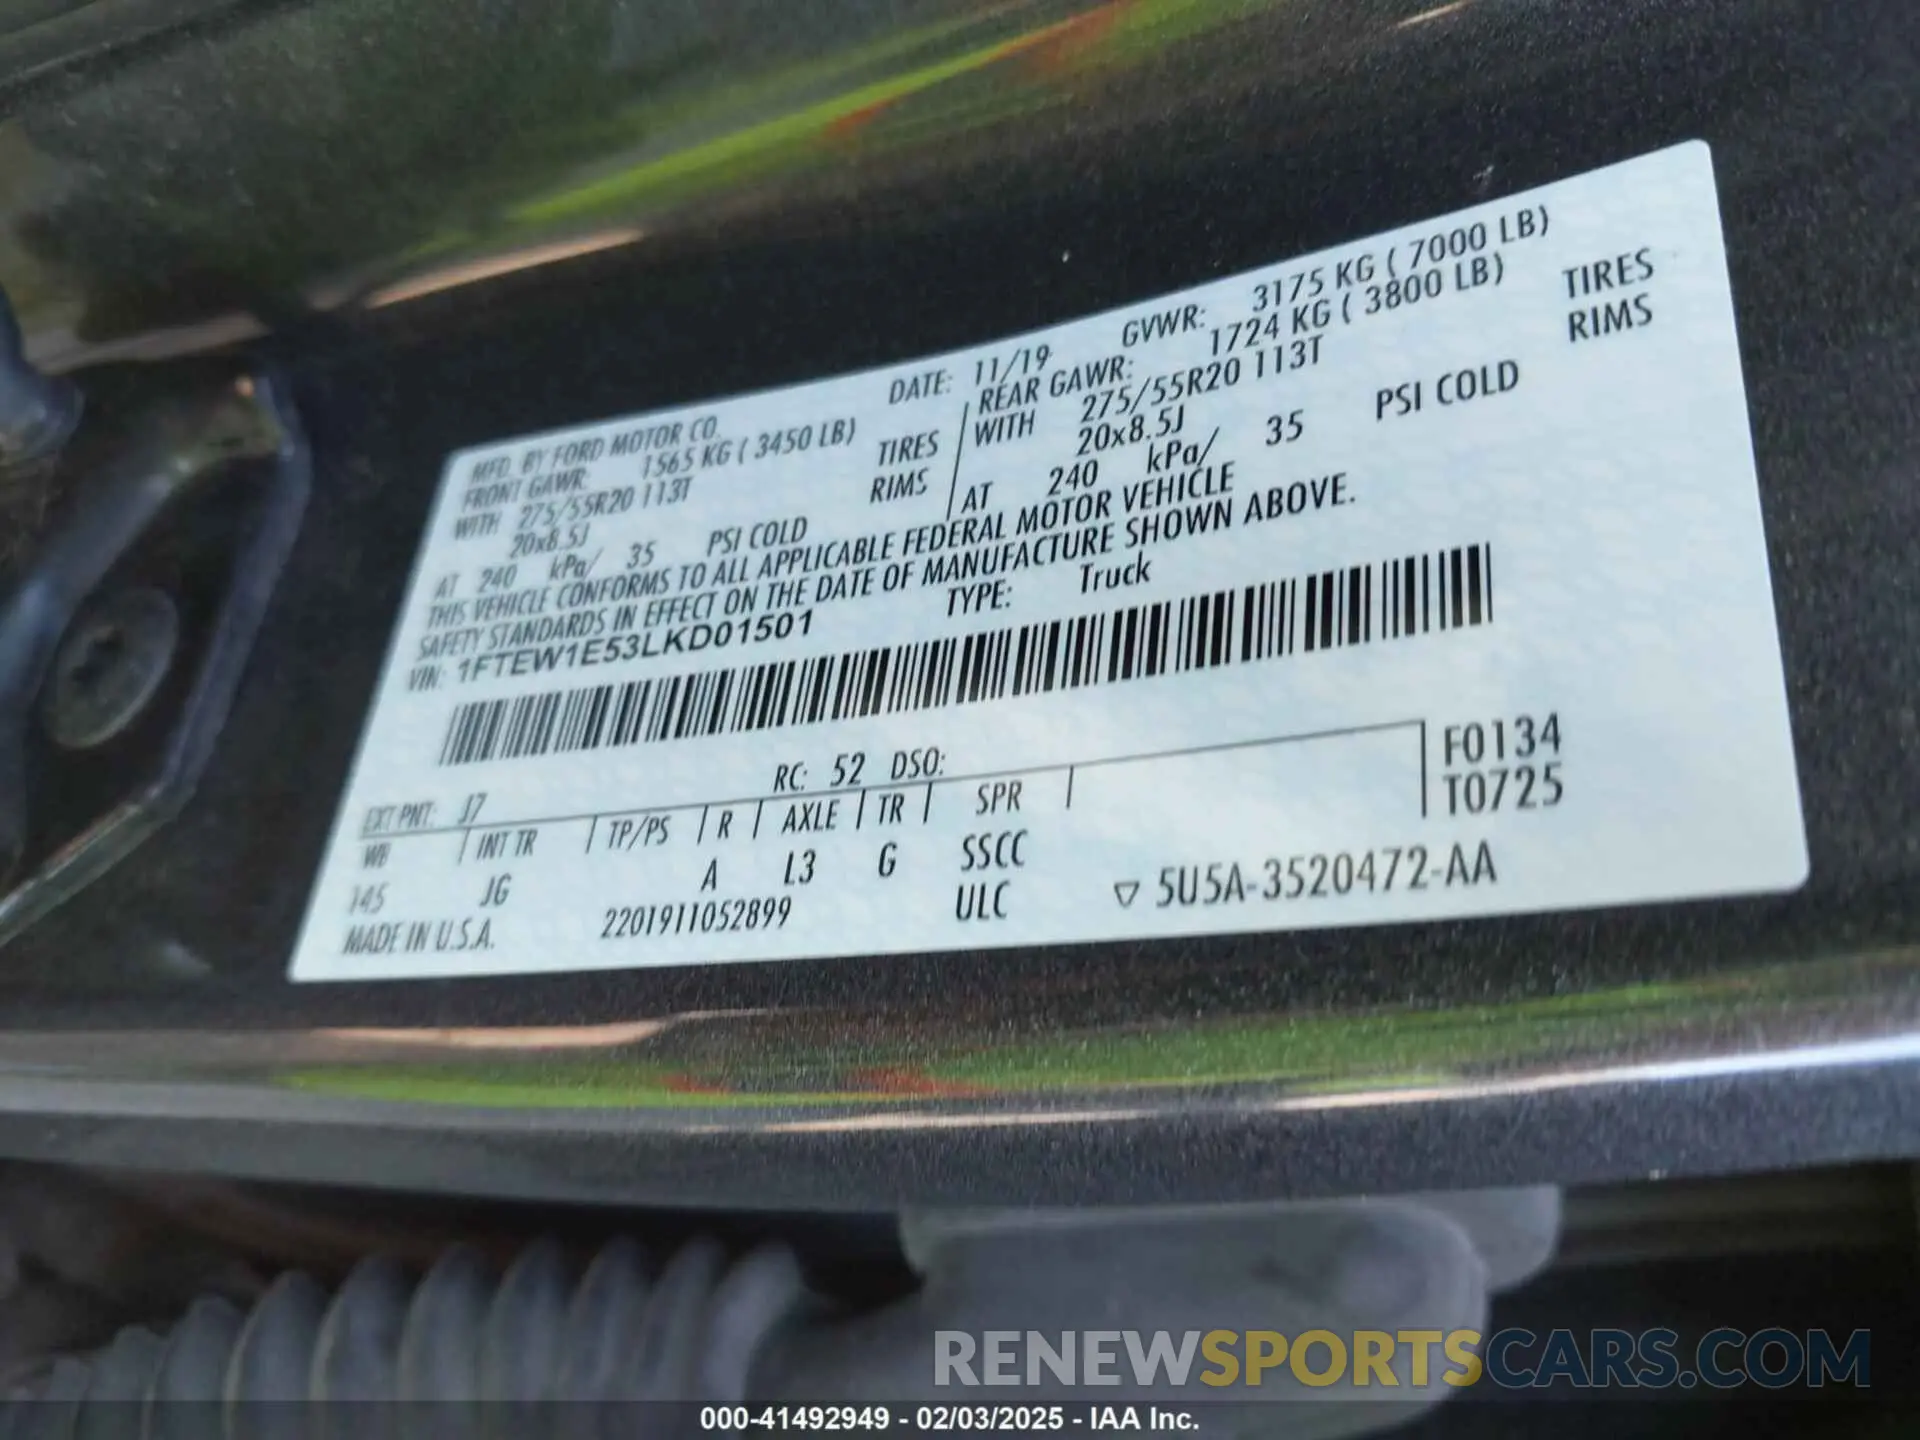 MFD. BY FORD MOTOR CO.
DATE: 11/19 GVWR: 3175 KG ( 7000 LB)
FRONT GAWR: 1565 KG ( 3450 LB)
REAR GAWR: 1724 KG ( 3800 LB)
WITH 275/55R20 113T TIRES
WITH 275/55R20 113T TIRES
20x8.5J RIMS
20x8.5J RIMS
AT 240 kPa/ 35 PSI COLD
AT 240 kPa/ 35 PSI COLD
THIS VEHICLE CONFORMS TO ALL APPLICABLE FEDERAL MOTOR VEHICLE
SAFETY STANDARDS IN EFFECT ON THE DATE OF MANUFACTURE SHOWN ABOVE.
VIN: 1FTEW1E53LKD01501 TYPE: Truck
EXT PNT: J7 RC: 52 DSO: F0134
WB INT TR TP/PS R AXLE TR SPR T0725
145 JG A L3 G SSCC
MADE IN U.S.A. 2201911052899 ULC ▽ 5U5A-3520472-AA
RENEWSPORTSCARS.COM
000-41492949 - 02/03/2025 - IAA Inc.